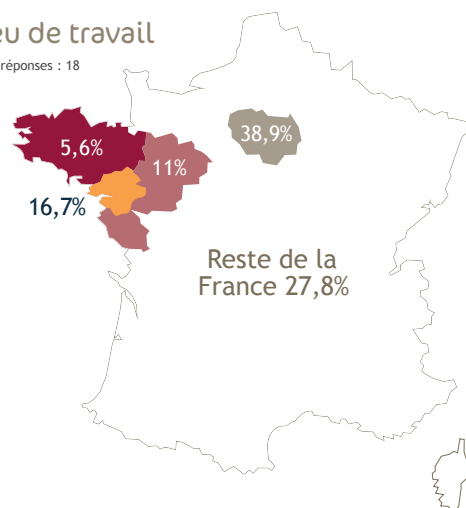 eu de travail
réponses : 18
5,6%
38,9%
11%
16,7%
Reste de la
France 27,8%